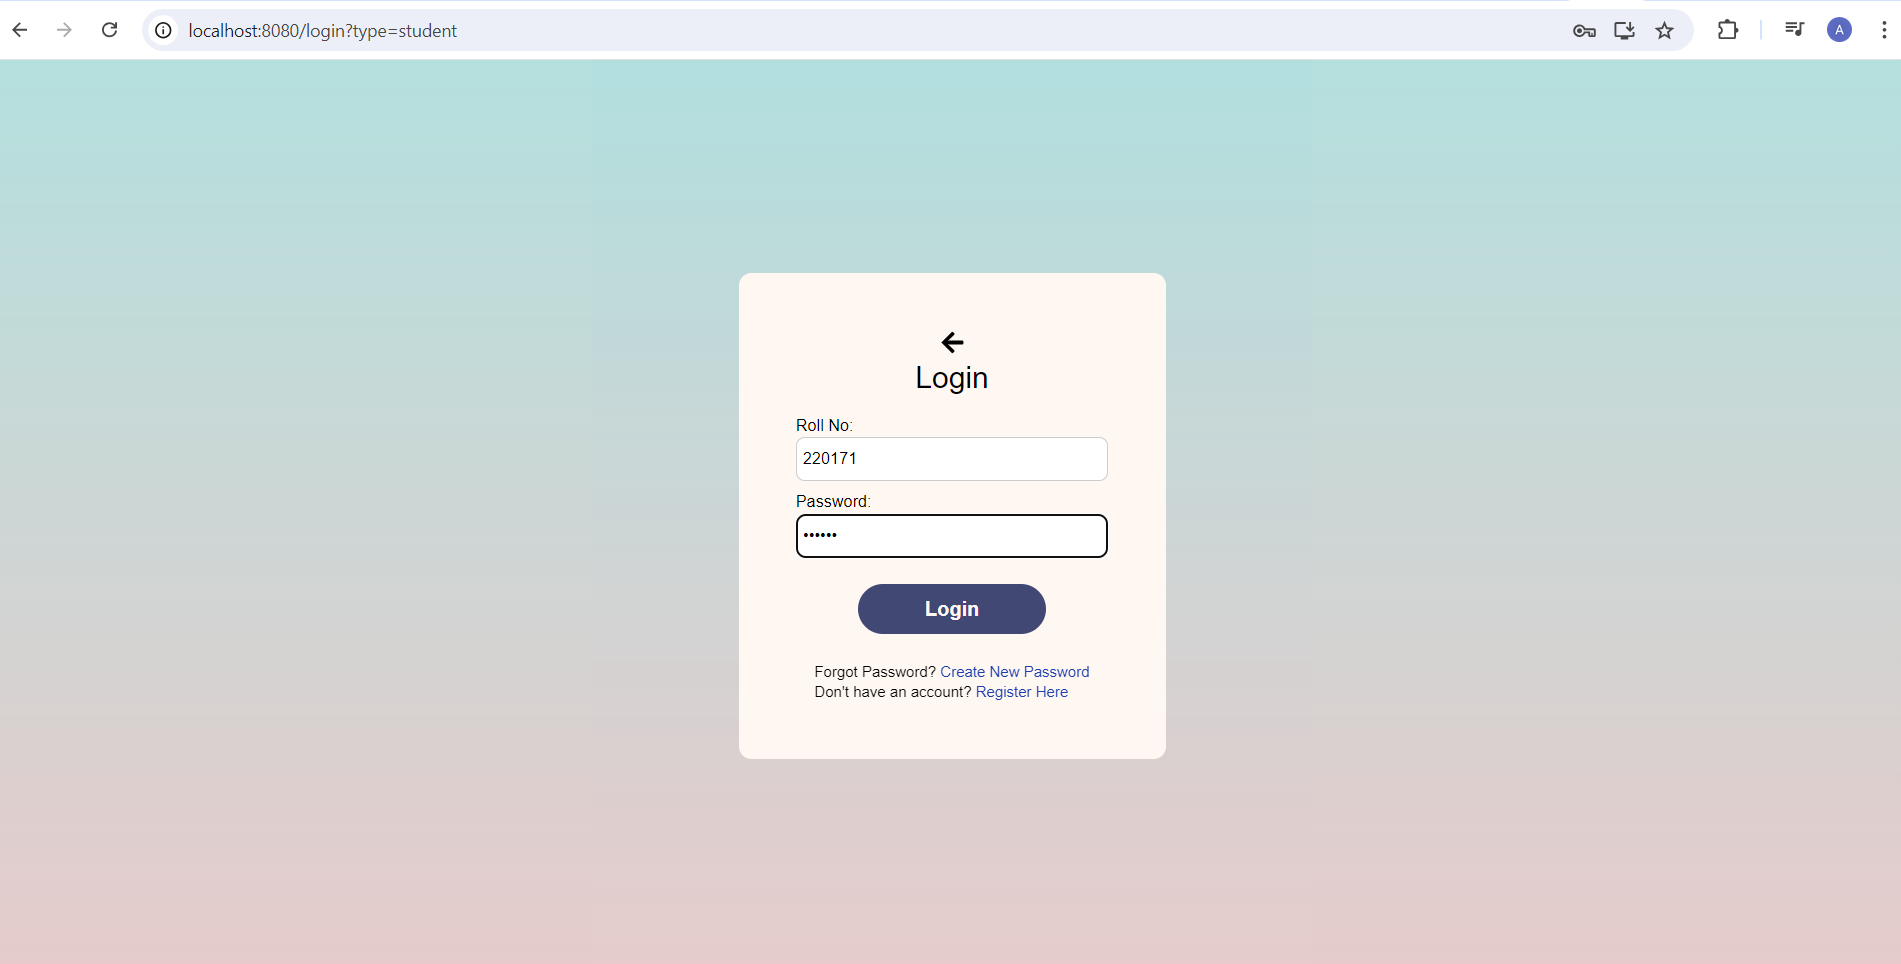 localhost:8080/login?type=student
A
Login
Roll No:
220171
Password:
••••••
Login
Forgot Password? Create New Password
Don't have an account? Register Here